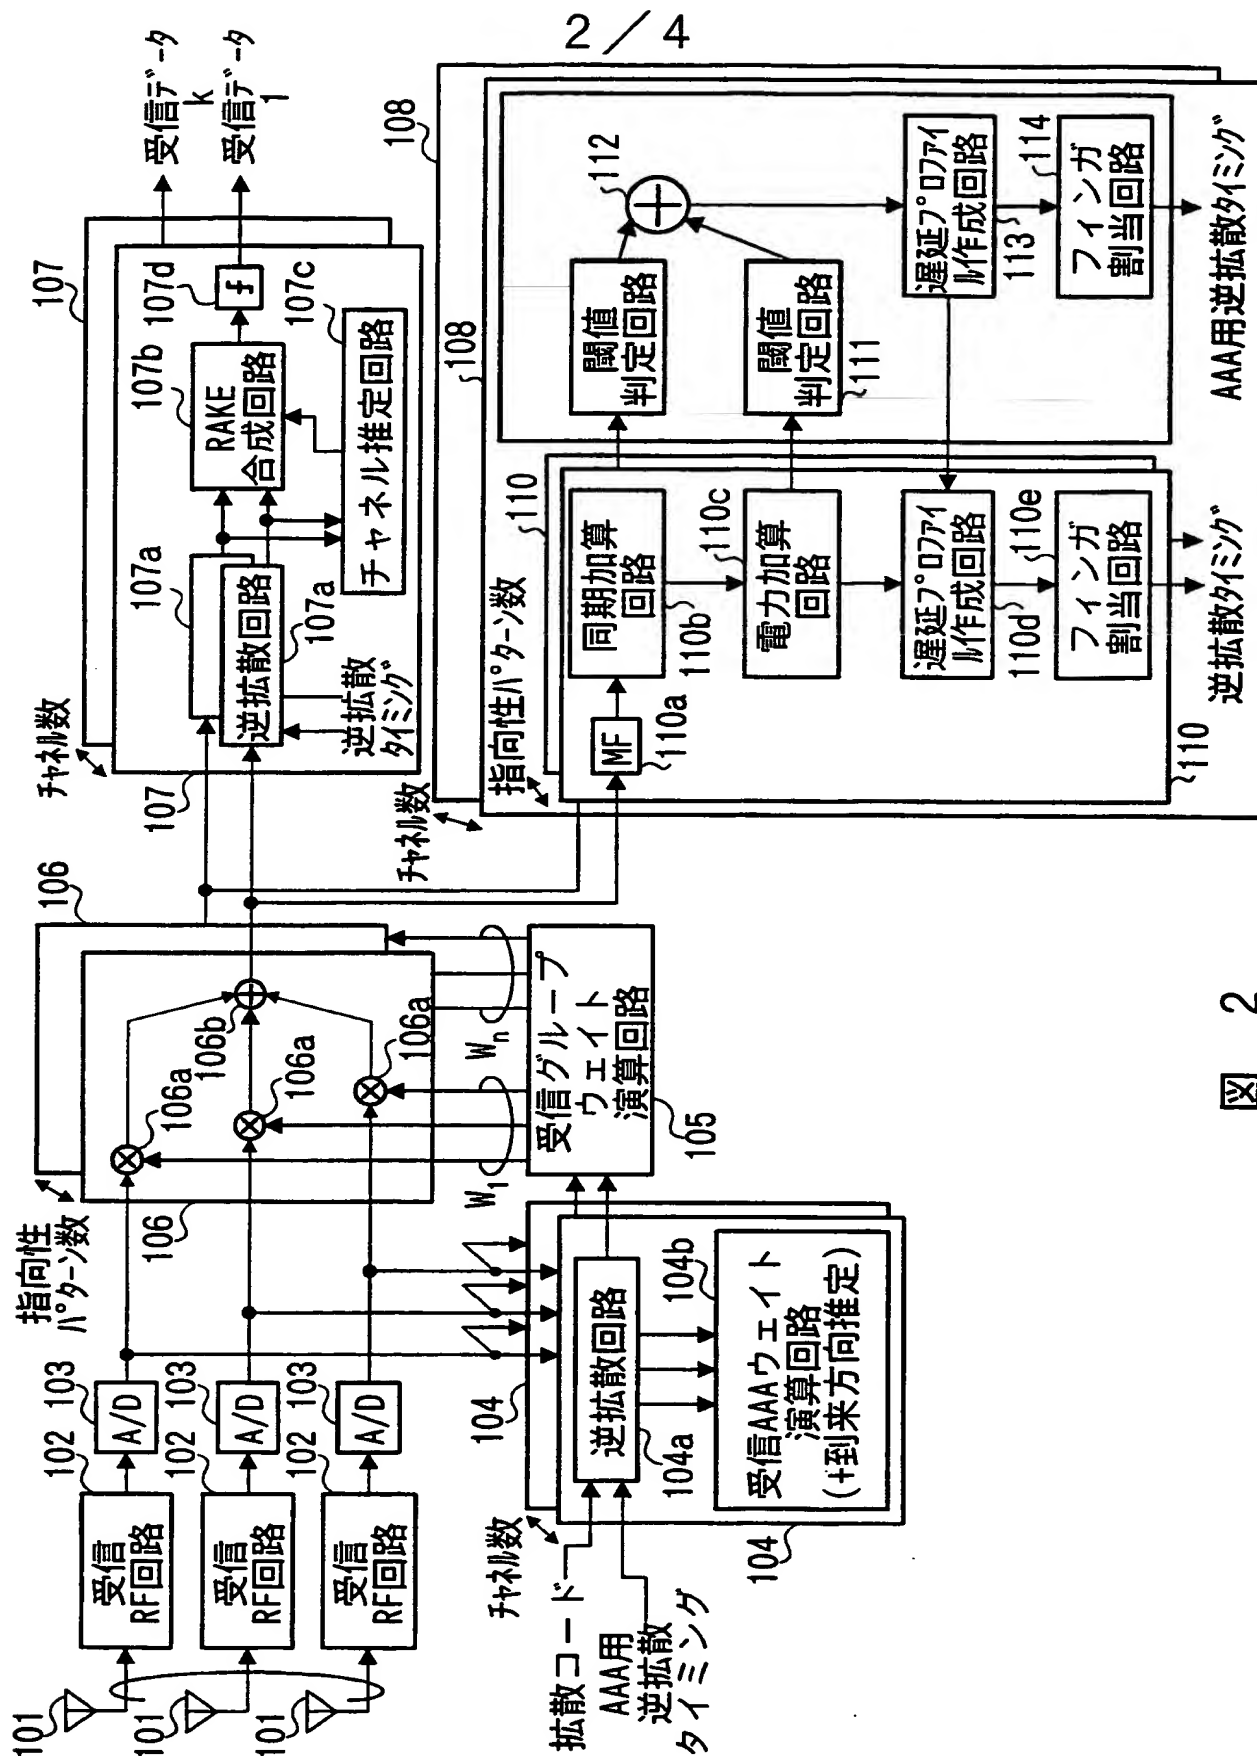 2／4
101
101
101
受信
RF回路
受信
RF回路
受信
RF回路
102
102
102
A/D
A/D
A/D
103
103
103
指向性
パターン数
106
106
106a
106a
106a
106b
W1
Wn
受信グループ
ウェイト
演算回路
105
チャネル数
拡散コード
AAA用
逆拡散
タイミング
104
104
逆拡散回路
104a
受信AAAウェイト
演算回路
(+到来方向推定)
104b
チャネル数
107
107
107a
逆拡散回路
107a
逆拡散
タイミング
RAKE
合成回路
107b
チャネル推定回路
107c
107d
受信データ
k
受信データ
1
チャネル数
108
108
指向性パターン数
110
110
MF
110a
同期加算
回路
110b
電力加算
回路
110c
遅延プロファイ
ル作成回路
110d
フィンガ
割当回路
110e
逆拡散タイミング
閾値
判定回路
閾値
判定回路
111
112
遅延プロファイ
ル作成回路
113
フィンガ
割当回路
114
AAA用逆拡散タイミング
図 2